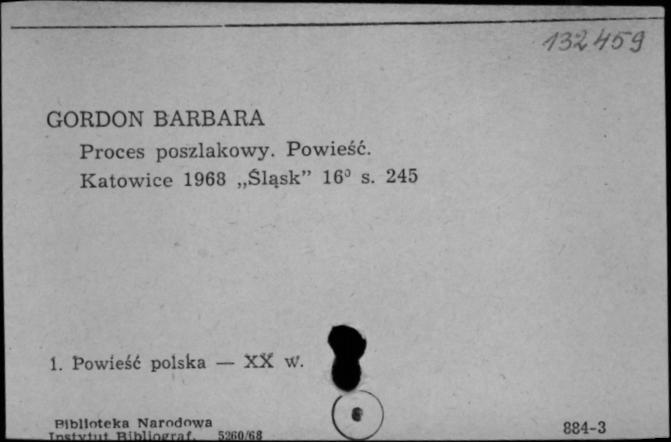 132459
GORDON BARBARA
Proces poszlakowy. Powieść.
Katowice 1968 „Śląsk” 16⁰ s. 245
1. Powieść polska — XX w.
Biblioteka Narodowa
Instytut Bibliograf. 5260/68
884-3